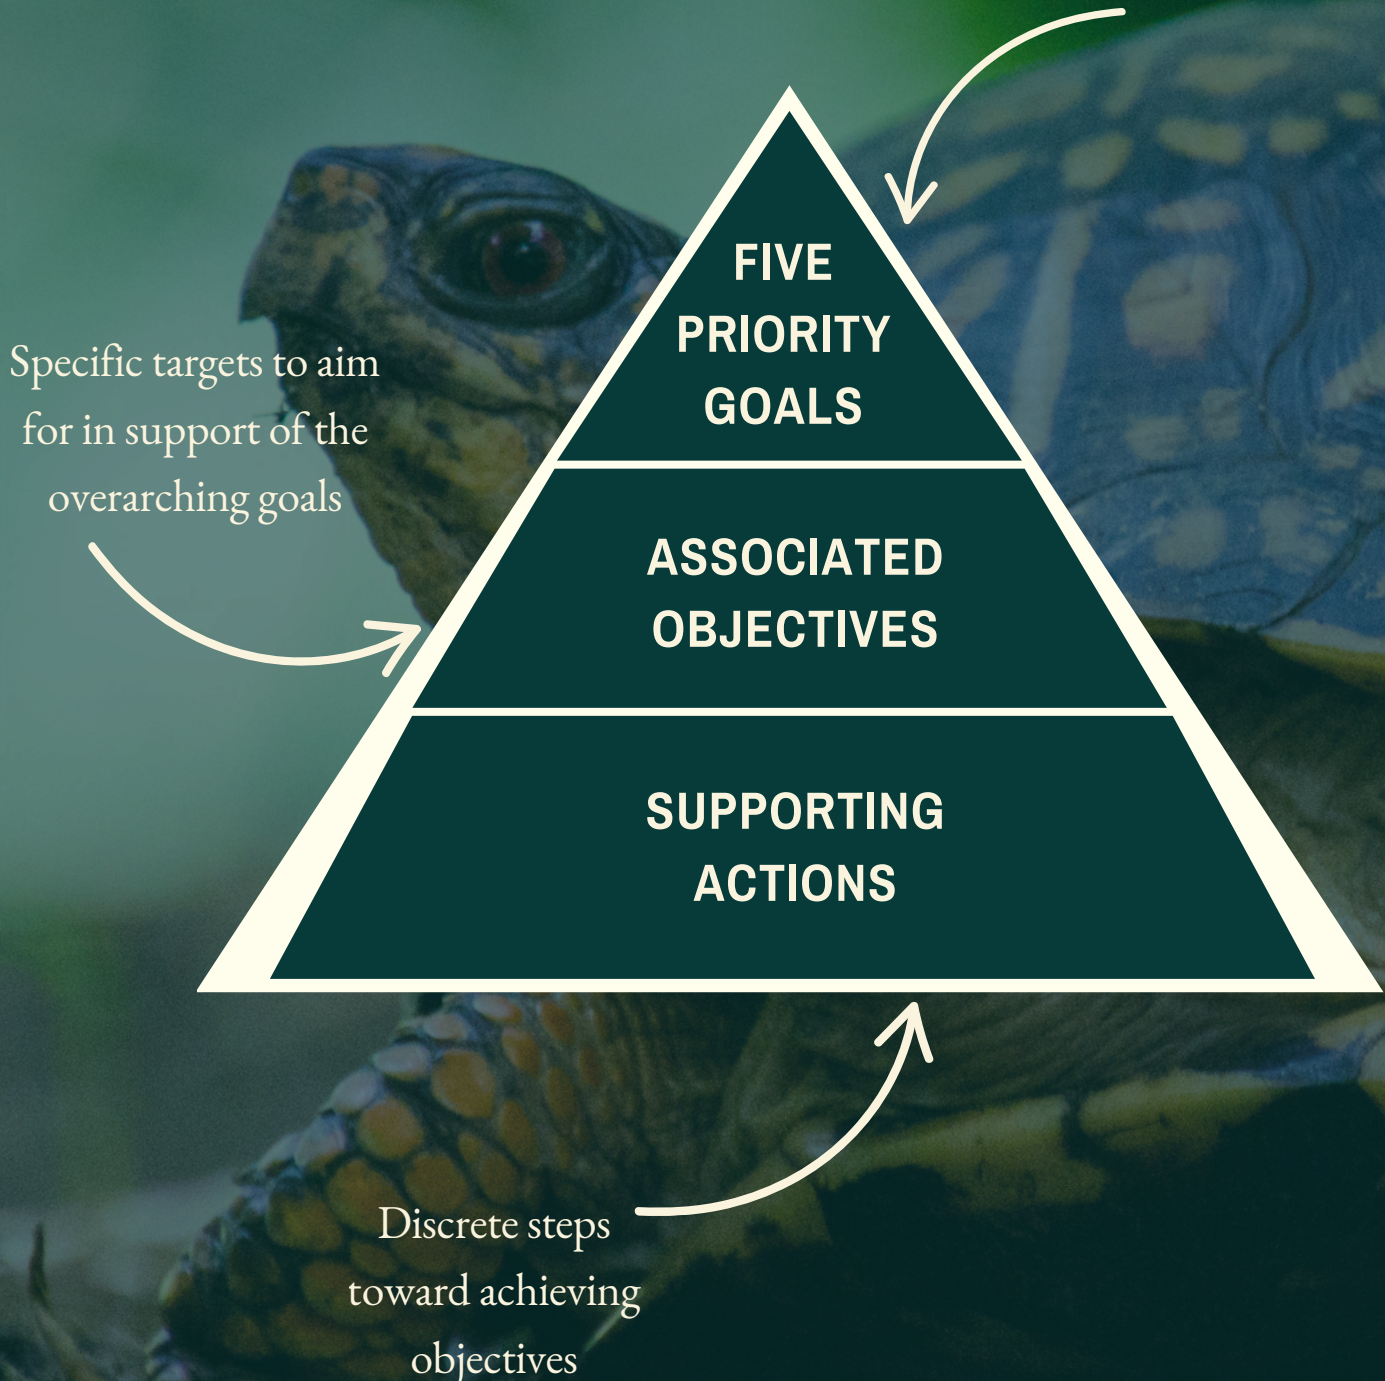 FIVE
PRIORITY
GOALS
Specific targets to aim
for in support of the
overarching goals
ASSOCIATED
OBJECTIVES
SUPPORTING
ACTIONS
Discrete steps
toward achieving
objectives